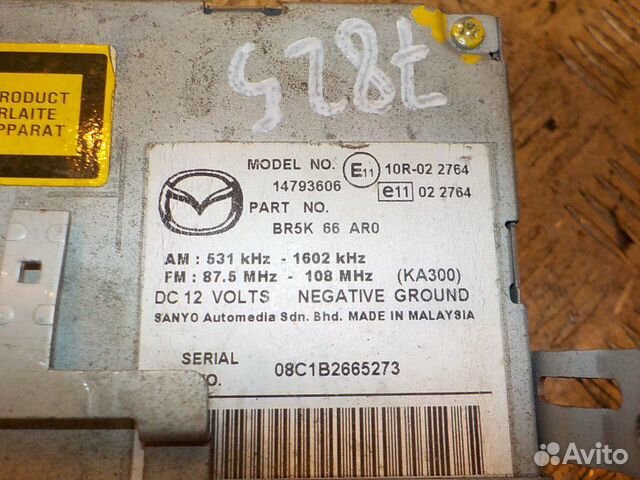 5287
PRODUCT
RLAITE
APPARAT
MODEL NO.
14793606
PART NO.
BR5K 66 AR0
E11 10R-02 2764
e11 02 2764
AM : 531 kHz - 1602 kHz
FM : 87.5 MHz - 108 MHz (KA300)
DC 12 VOLTS NEGATIVE GROUND
SANYO Automedia Sdn. Bhd. MADE IN MALAYSIA
SERIAL
NO.
08C1B2665273
Avito